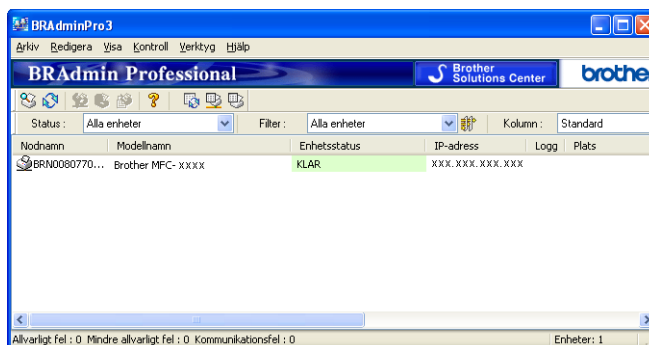 BRAdminPro3
Arkiv Redigera Visa Kontroll Verktyg Hjälp
BRAdmin Professional Brother Solutions Center brothe
Status : Alla enheter Filter : Alla enheter Kolumn : Standard
Nodnamn Modellnamn Enhetsstatus IP-adress Logg Plats
BRN0080770... Brother MFC- XXXX KLAR XXX.XXX.XXX.XXX
Allvarligt fel : 0 Mindre allvarligt fel : 0 Kommunikationsfel : 0 Enheter: 1